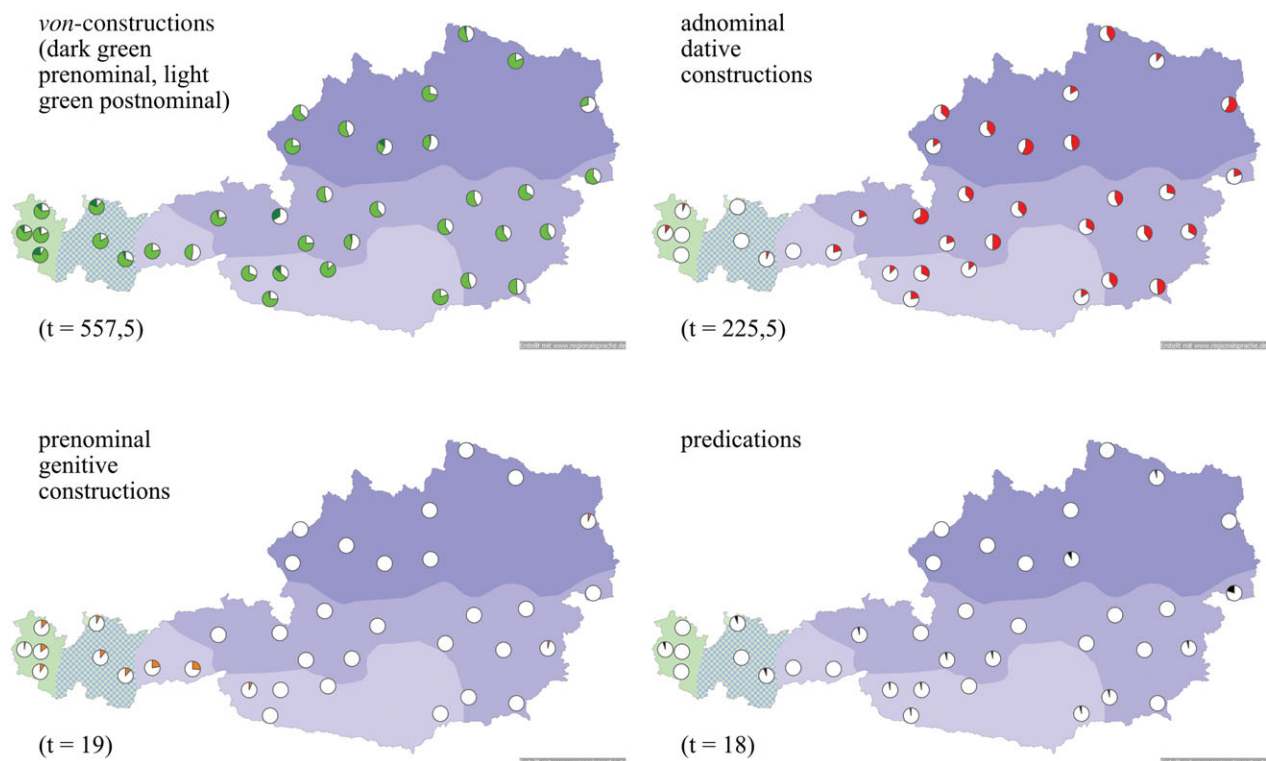 von-constructions
(dark green
prenominal, light
green postnominal)
(t = 557,5)
Erstellt mit www.regionalsprache.de
adnominal
dative
constructions
(t = 225,5)
Erstellt mit www.regionalsprache.de
prenominal
genitive
constructions
(t = 19)
predications
(t = 18)